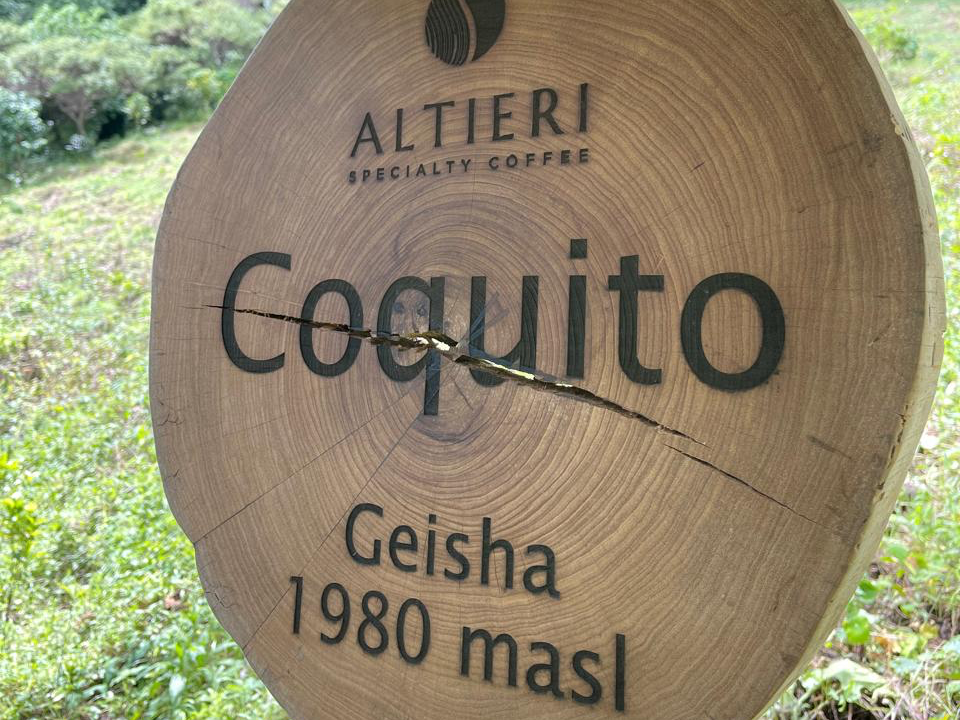 ALTIERI
SPECIALTY COFFEE
Coquito
Geisha
1980 masl